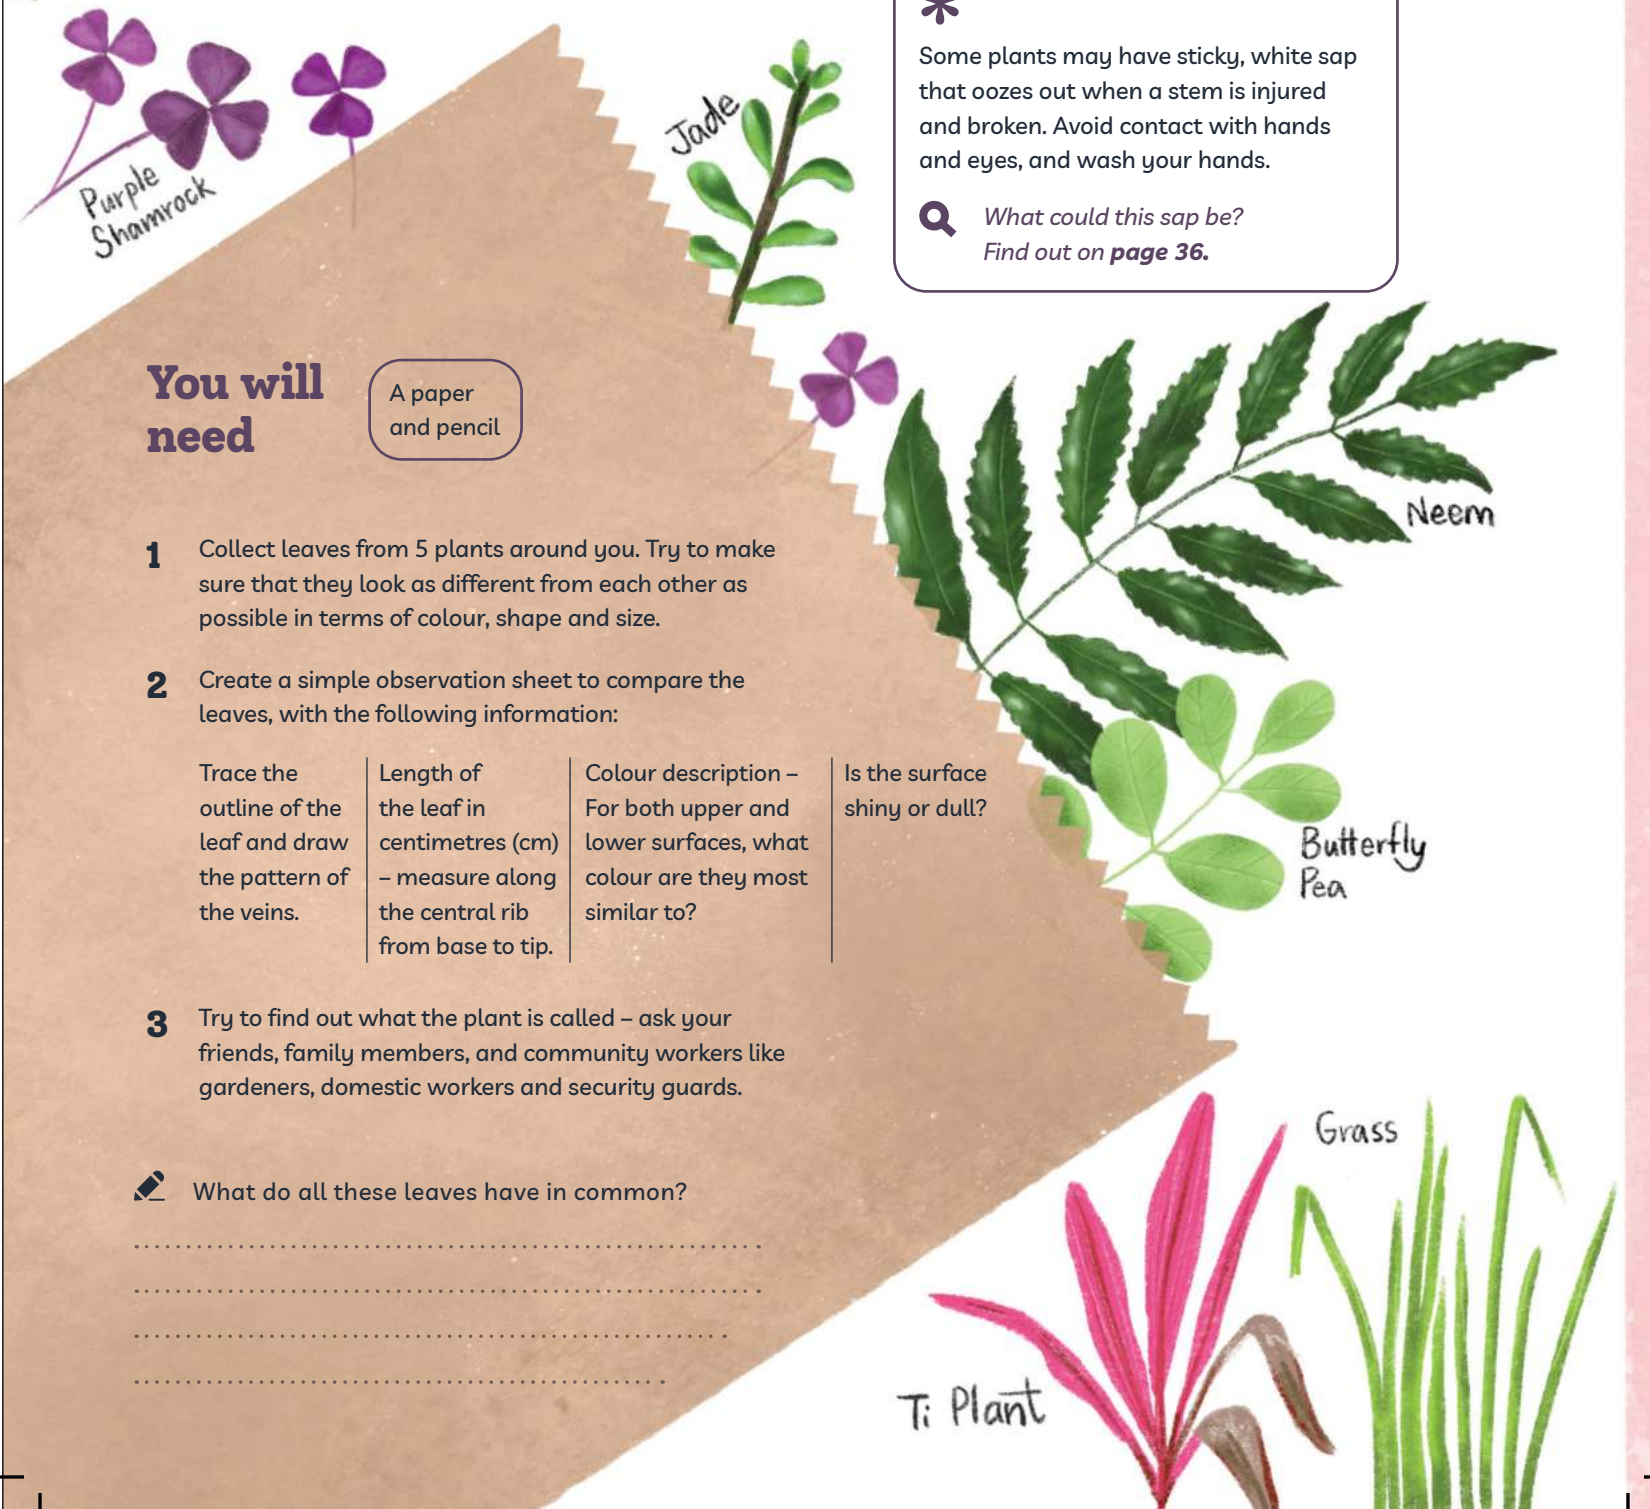 Purple
Shamrock
Jade
*
Some plants may have sticky, white sap
that oozes out when a stem is injured
and broken. Avoid contact with hands
and eyes, and wash your hands.
What could this sap be?
Find out on page 36.
You will
need
A paper
and pencil
Neem
1 Collect leaves from 5 plants around you. Try to make
sure that they look as different from each other as
possible in terms of colour, shape and size.
2 Create a simple observation sheet to compare the
leaves, with the following information:
Trace the
outline of the
leaf and draw
the pattern of
the veins.
Length of
the leaf in
centimetres (cm)
– measure along
the central rib
from base to tip.
Colour description –
For both upper and
lower surfaces, what
colour are they most
similar to?
Is the surface
shiny or dull?
Butterfly
Pea
3 Try to find out what the plant is called – ask your
friends, family members, and community workers like
gardeners, domestic workers and security guards.
What do all these leaves have in common?
Grass
Ti Plant